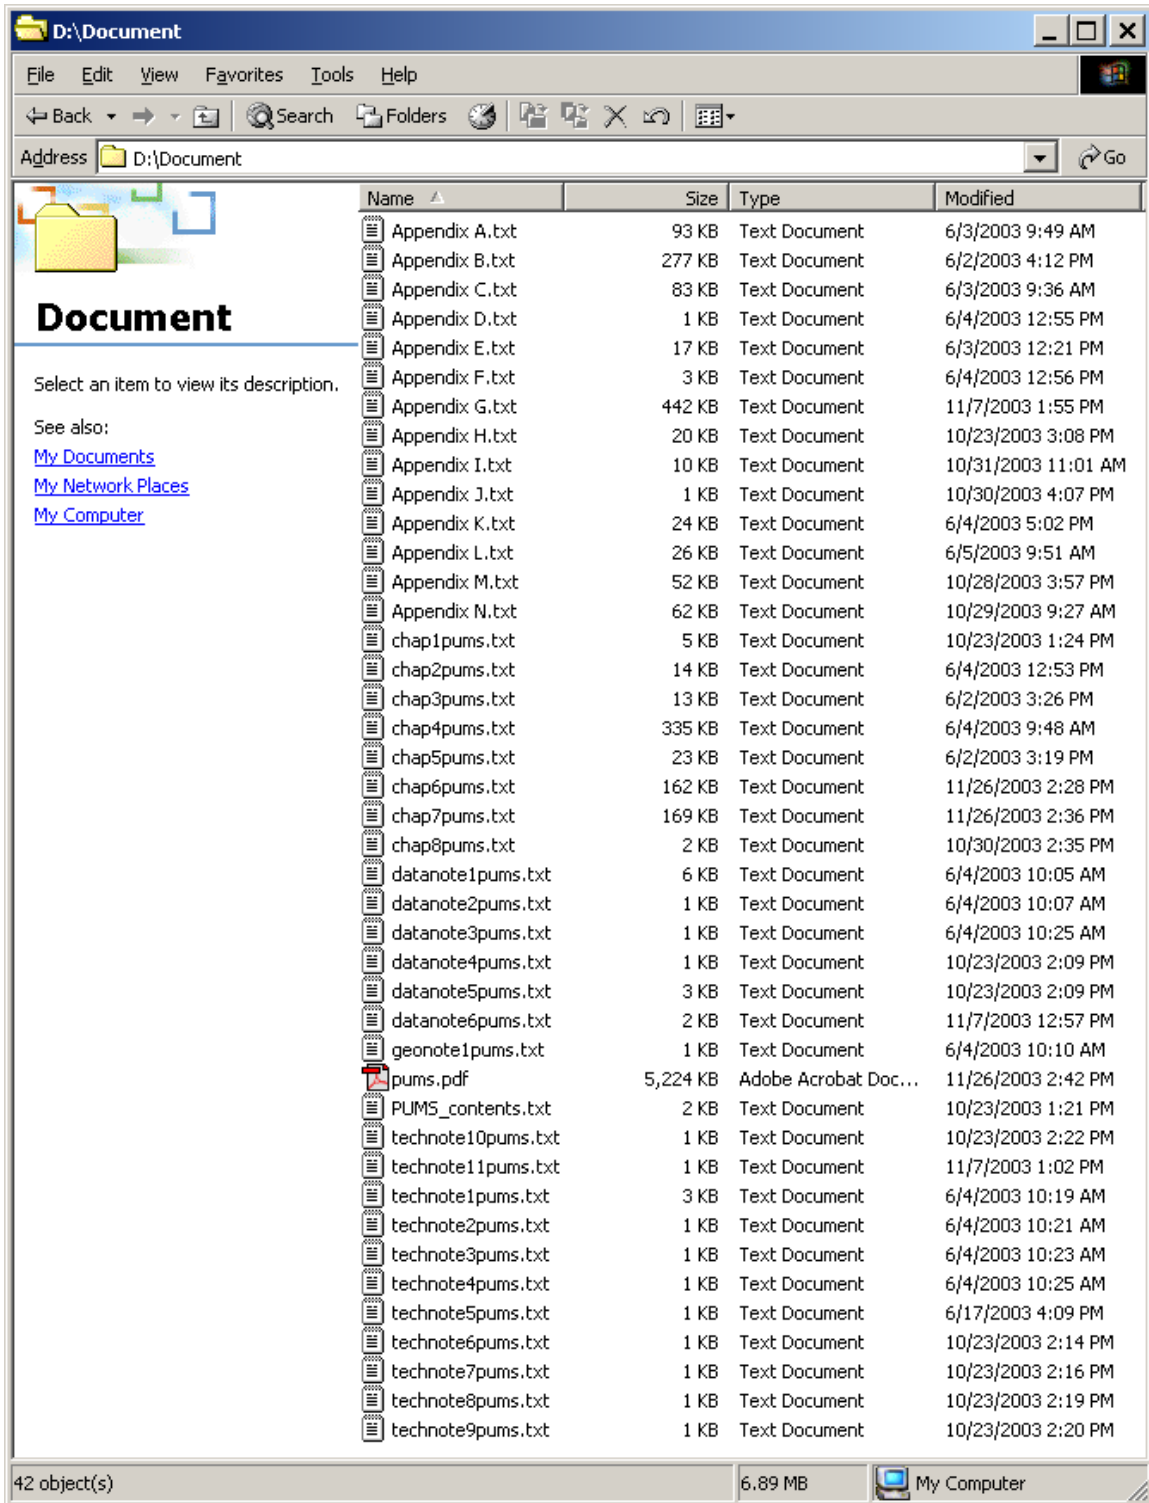 D:\Document
File Edit View Favorites Tools Help
Back Search Folders
Address D:\Document Go
Name Size Type Modified
Document
Select an item to view its description.
See also:
My Documents
My Network Places
My Computer
Appendix A.txt 93 KB Text Document 6/3/2003 9:49 AM
Appendix B.txt 277 KB Text Document 6/2/2003 4:12 PM
Appendix C.txt 83 KB Text Document 6/3/2003 9:36 AM
Appendix D.txt 1 KB Text Document 6/4/2003 12:55 PM
Appendix E.txt 17 KB Text Document 6/3/2003 12:21 PM
Appendix F.txt 3 KB Text Document 6/4/2003 12:56 PM
Appendix G.txt 442 KB Text Document 11/7/2003 1:55 PM
Appendix H.txt 20 KB Text Document 10/23/2003 3:08 PM
Appendix I.txt 10 KB Text Document 10/31/2003 11:01 AM
Appendix J.txt 1 KB Text Document 10/30/2003 4:07 PM
Appendix K.txt 24 KB Text Document 6/4/2003 5:02 PM
Appendix L.txt 26 KB Text Document 6/5/2003 9:51 AM
Appendix M.txt 52 KB Text Document 10/28/2003 3:57 PM
Appendix N.txt 62 KB Text Document 10/29/2003 9:27 AM
chap1pums.txt 5 KB Text Document 10/23/2003 1:24 PM
chap2pums.txt 14 KB Text Document 6/4/2003 12:53 PM
chap3pums.txt 13 KB Text Document 6/2/2003 3:26 PM
chap4pums.txt 335 KB Text Document 6/4/2003 9:48 AM
chap5pums.txt 23 KB Text Document 6/2/2003 3:19 PM
chap6pums.txt 162 KB Text Document 11/26/2003 2:28 PM
chap7pums.txt 169 KB Text Document 11/26/2003 2:36 PM
chap8pums.txt 2 KB Text Document 10/30/2003 2:35 PM
datanote1pums.txt 6 KB Text Document 6/4/2003 10:05 AM
datanote2pums.txt 1 KB Text Document 6/4/2003 10:07 AM
datanote3pums.txt 1 KB Text Document 6/4/2003 10:25 AM
datanote4pums.txt 1 KB Text Document 10/23/2003 2:09 PM
datanote5pums.txt 3 KB Text Document 10/23/2003 2:09 PM
datanote6pums.txt 2 KB Text Document 11/7/2003 12:57 PM
geonote1pums.txt 1 KB Text Document 6/4/2003 10:10 AM
pums.pdf 5,224 KB Adobe Acrobat Doc... 11/26/2003 2:42 PM
PUMS_contents.txt 2 KB Text Document 10/23/2003 1:21 PM
technote10pums.txt 1 KB Text Document 10/23/2003 2:22 PM
technote11pums.txt 1 KB Text Document 11/7/2003 1:02 PM
technote1pums.txt 3 KB Text Document 6/4/2003 10:19 AM
technote2pums.txt 1 KB Text Document 6/4/2003 10:21 AM
technote3pums.txt 1 KB Text Document 6/4/2003 10:23 AM
technote4pums.txt 1 KB Text Document 6/4/2003 10:25 AM
technote5pums.txt 1 KB Text Document 6/17/2003 4:09 PM
technote6pums.txt 1 KB Text Document 10/23/2003 2:14 PM
technote7pums.txt 1 KB Text Document 10/23/2003 2:16 PM
technote8pums.txt 1 KB Text Document 10/23/2003 2:19 PM
technote9pums.txt 1 KB Text Document 10/23/2003 2:20 PM
42 object(s) 6.89 MB My Computer